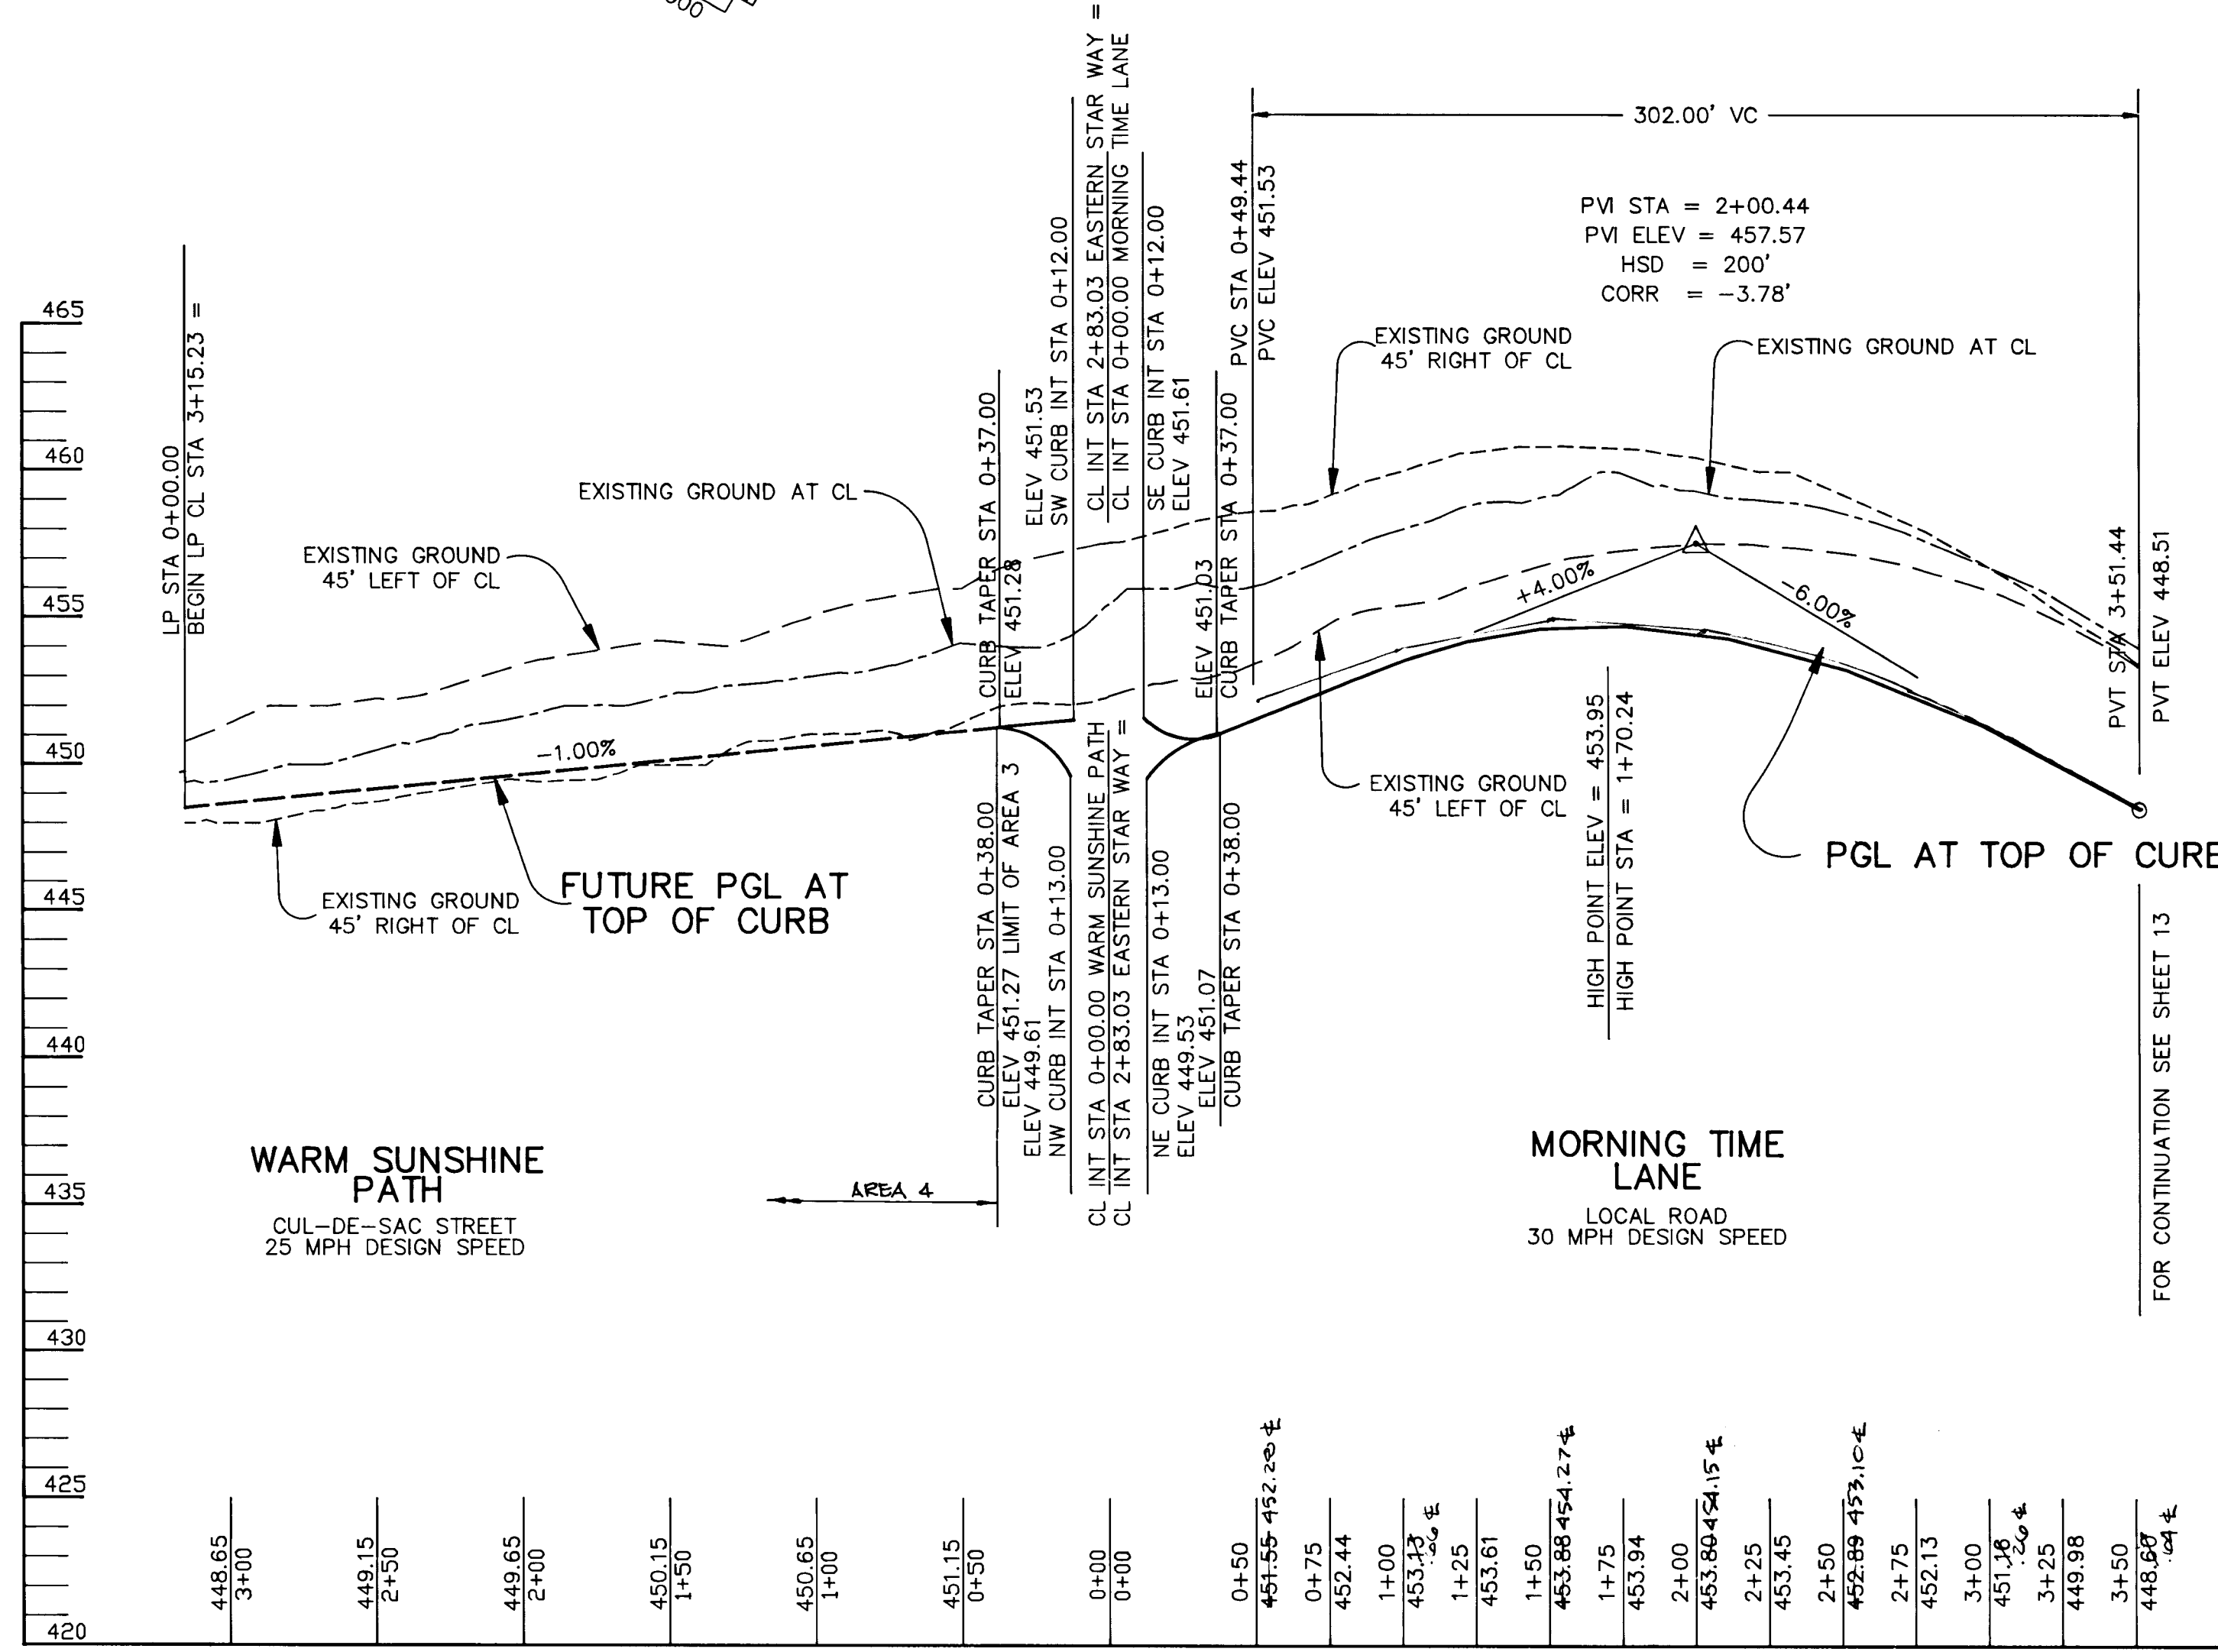 302.00' VC
PVI STA = 2+00.44
PVI ELEV = 457.57
HSD = 200'
CORR = -3.78'
465
460
455
450
445
440
435
430
425
420
LP STA 0+00.00
BEGIN LP CL STA 3+15.23 =
EXISTING GROUND
45' LEFT OF CL
EXISTING GROUND AT CL
-1.00%
EXISTING GROUND
45' RIGHT OF CL
FUTURE PGL AT
TOP OF CURB
CURB TAPER STA 0+37.00
ELEV 451.28
ELEV 451.53
SW CURB INT STA 0+12.00
CL INT STA 2+83.03 EASTERN STAR WAY =
CL INT STA 0+00.00 MORNING TIME LANE
SE CURB INT STA 0+12.00
ELEV 451.61
ELEV 451.03
CURB TAPER STA 0+37.00
PVC STA 0+49.44
PVC ELEV 451.53
EXISTING GROUND
45' RIGHT OF CL
EXISTING GROUND AT CL
+4.00%
-6.00%
PVT STA 3+51.44
PVT ELEV 448.51
EXISTING GROUND
45' LEFT OF CL
HIGH POINT ELEV = 453.95
HIGH POINT STA = 1+70.24
PGL AT TOP OF
CURB TAPER STA 0+38.00
ELEV 451.27 LIMIT OF AREA 3
ELEV 449.61
NW CURB INT STA 0+13.00
CL INT STA 0+00.00 WARM SUNSHINE PATH
CL INT STA 2+83.03 EASTERN STAR WAY =
NE CURB INT STA 0+13.00
ELEV 449.53
ELEV 451.07
CURB TAPER STA 0+38.00
FOR CONTINUATION SEE SHEET 13
WARM SUNSHINE
PATH
CUL-DE-SAC STREET
25 MPH DESIGN SPEED
AREA 4
MORNING TIME
LANE
LOCAL ROAD
30 MPH DESIGN SPEED
448.65
3+00
449.15
2+50
449.65
2+00
450.15
1+50
450.65
1+00
451.15
0+50
0+00
0+00
0+50
451.55 452.20 ℄
0+75
452.44
1+00
453.13 .06 ℄
1+25
453.61
1+50
453.88 454.27 ℄
1+75
453.94
2+00
453.80 454.15 ℄
2+25
453.45
2+50
452.89 453.10 ℄
2+75
452.13
3+00
451.18 .26 ℄
3+25
449.98
3+50